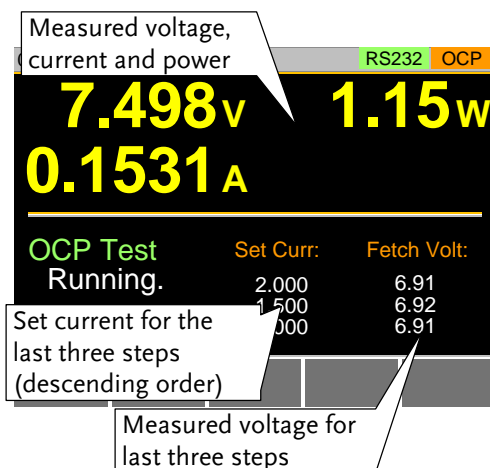 Measured voltage,
current and power
RS232 OCP
7.498V 1.15W
0.1531A
OCP Test Set Curr: Fetch Volt:
Running. 2.000 6.91
6.92
6.91
Set current for the
last three steps
(descending order)
Measured voltage for
last three steps